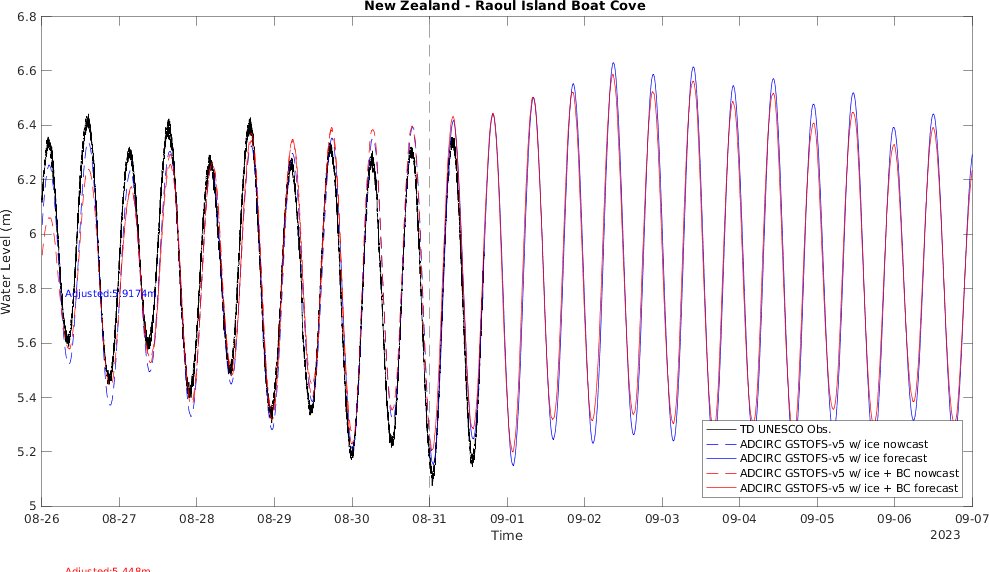 New Zealand - Raoul Island Boat Cove
6.8
6.6
6.4
6.2
6
5.8
5.6
5.4
5.2
5
Water Level (m)
Adjusted:5.9174m
TD UNESCO Obs.
ADCIRC GSTOFS-v5 w/ ice nowcast
ADCIRC GSTOFS-v5 w/ ice forecast
ADCIRC GSTOFS-v5 w/ ice + BC nowcast
ADCIRC GSTOFS-v5 w/ ice + BC forecast
08-26 08-27 08-28 08-29 08-30 08-31 09-01 09-02 09-03 09-04 09-05 09-06 09-07
Time
2023
Adjusted:5.448m